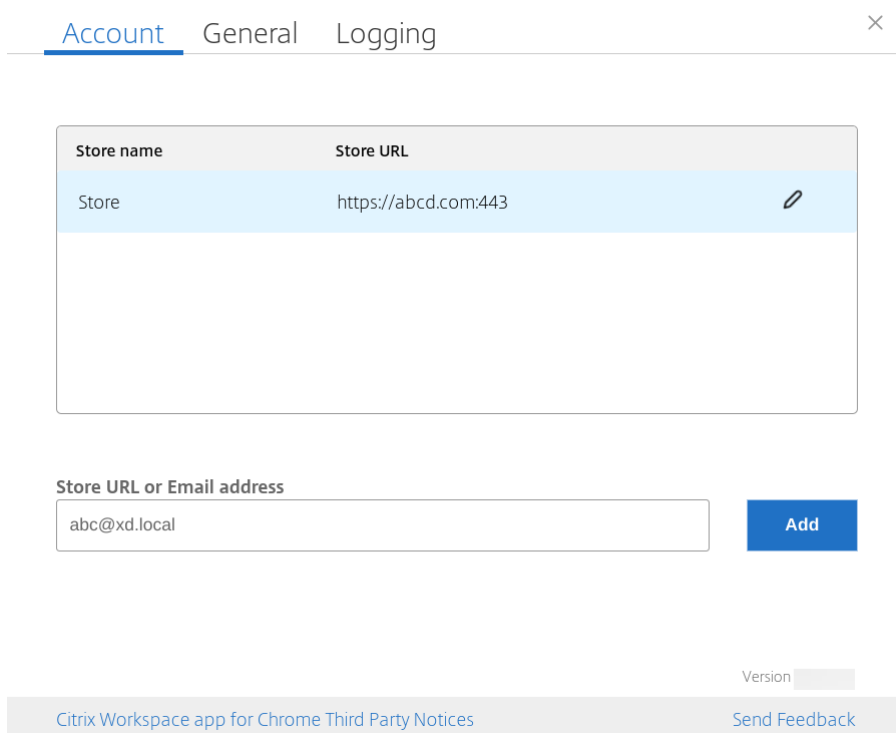 Account General Logging
Store name Store URL
Store https://abcd.com:443
Store URL or Email address
abc@xd.local Add
Version
Citrix Workspace app for Chrome Third Party Notices Send Feedback